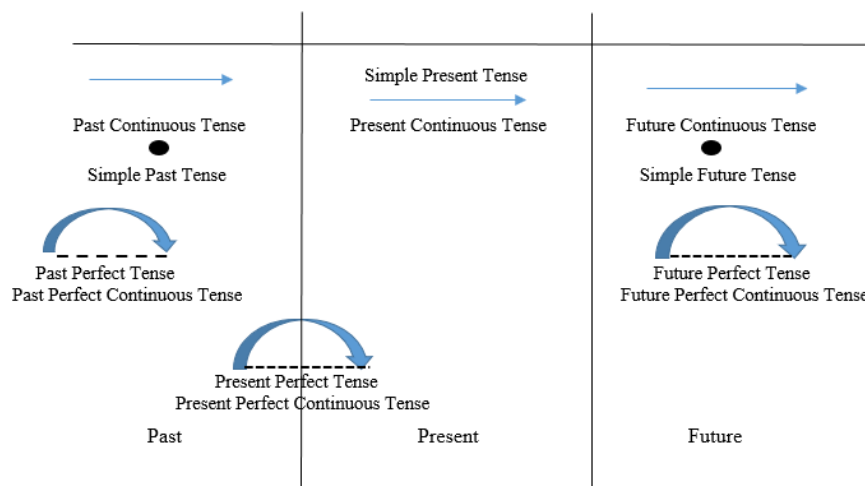 Simple Present Tense
Past Continuous Tense
Present Continuous Tense
Future Continuous Tense
Simple Past Tense
Simple Future Tense
Past Perfect Tense
Past Perfect Continuous Tense
Future Perfect Tense
Future Perfect Continuous Tense
Present Perfect Tense
Present Perfect Continuous Tense
Past
Present
Future